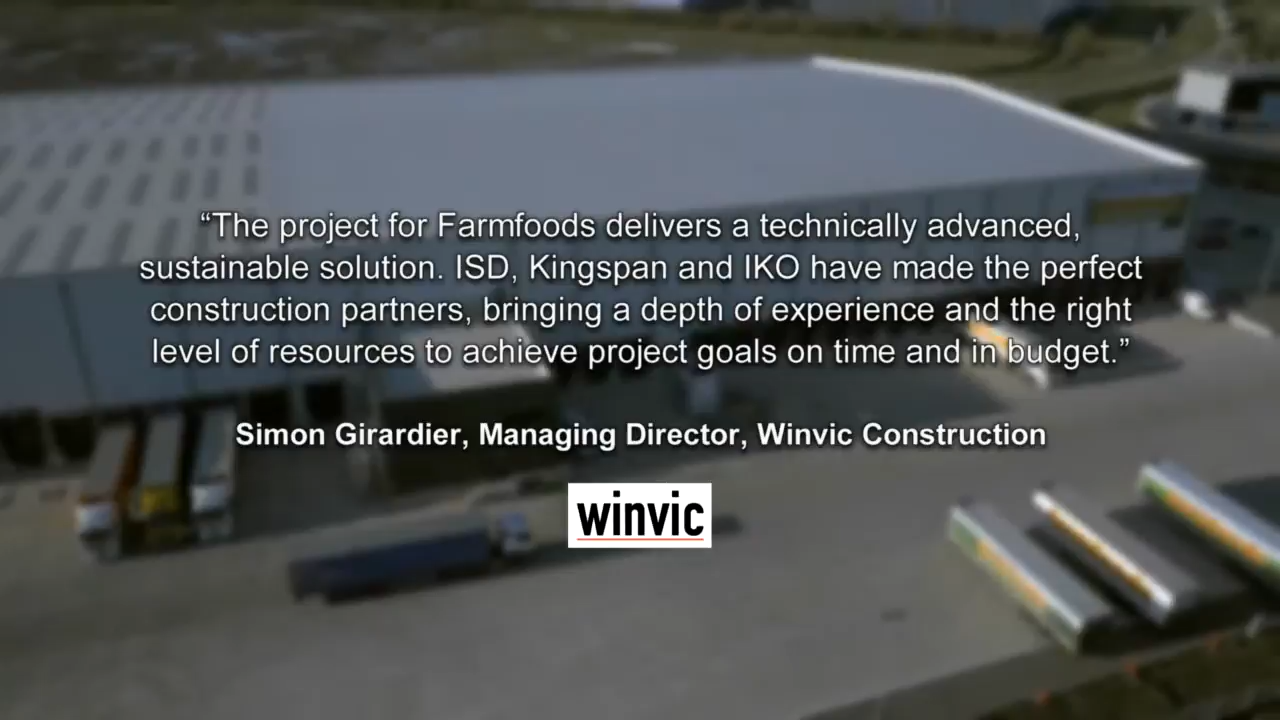 “The project for Farmfoods delivers a technically advanced,
sustainable solution. ISD, Kingspan and IKO have made the perfect
construction partners, bringing a depth of experience and the right
level of resources to achieve project goals on time and in budget.”
Simon Girardier, Managing Director, Winvic Construction
winvic